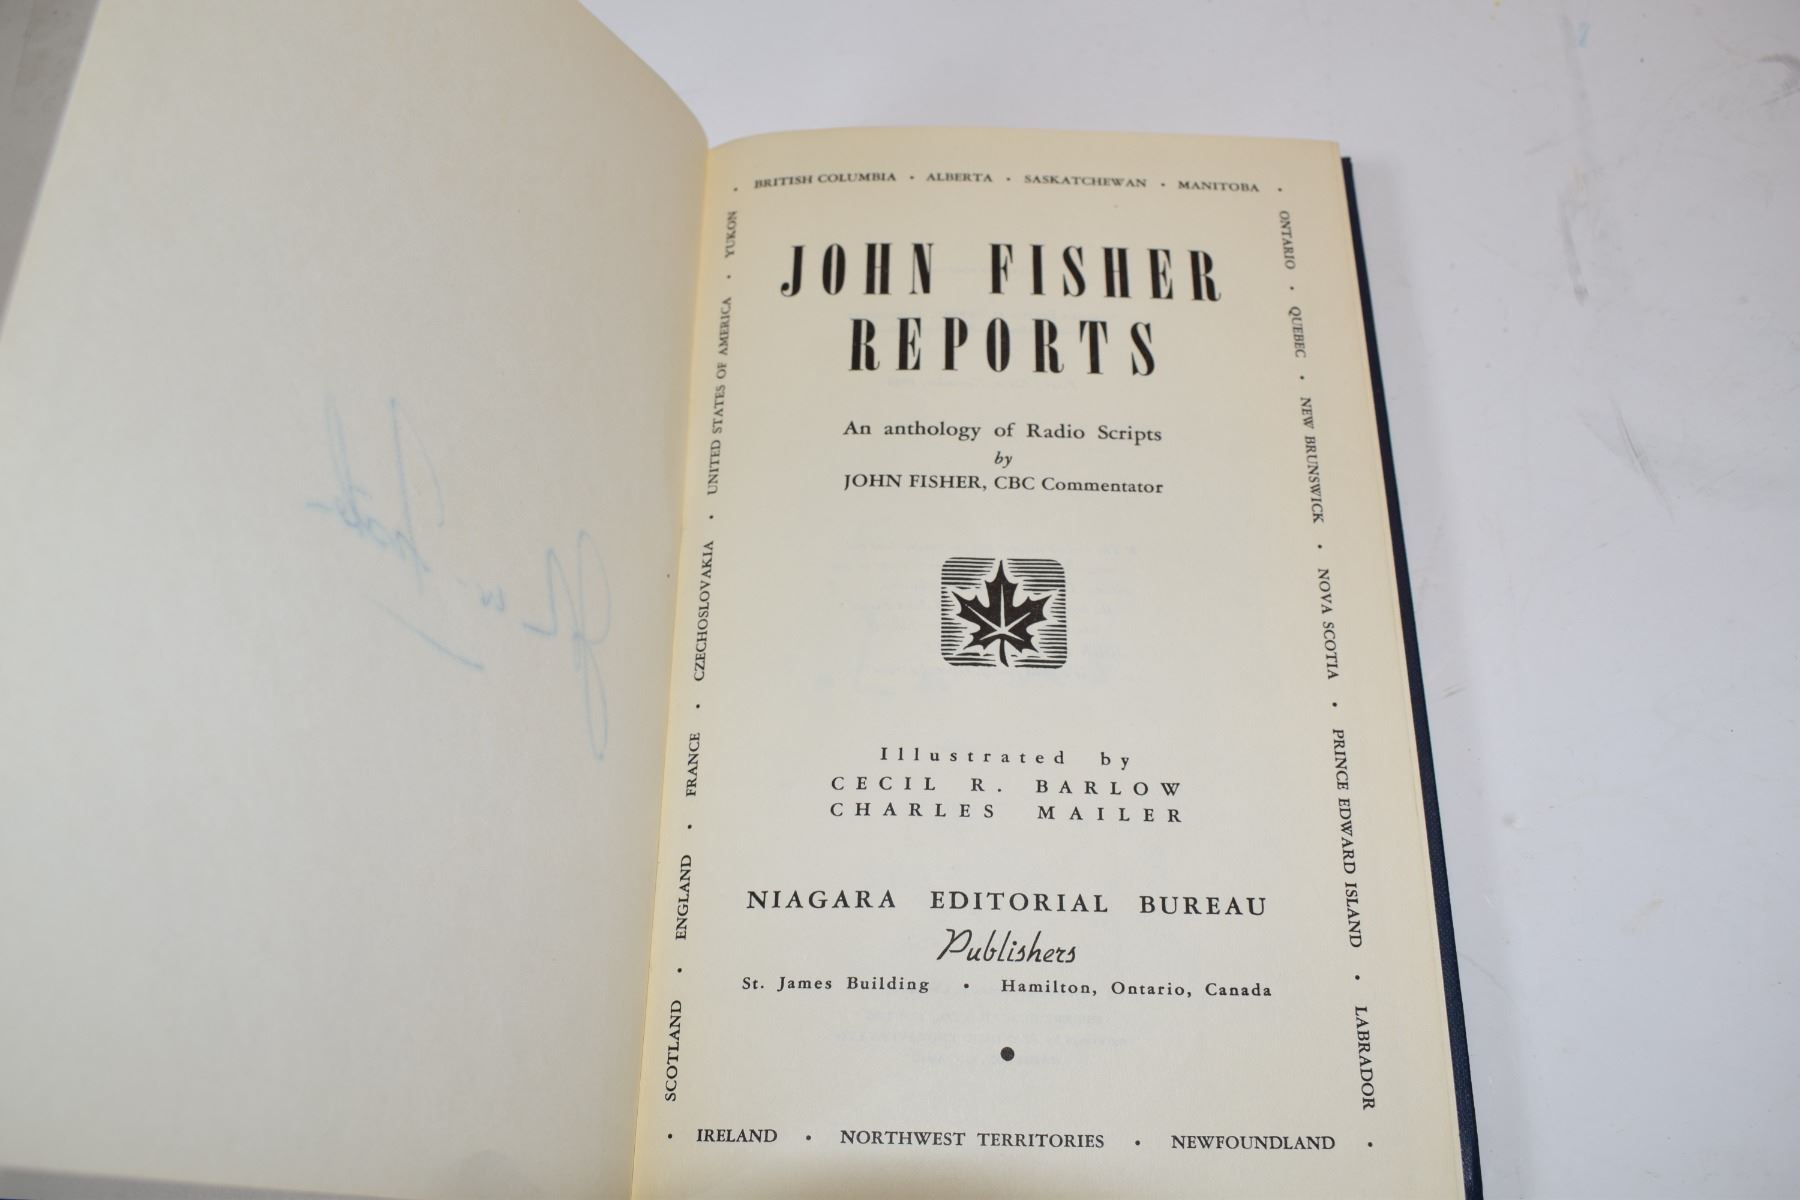 BRITISH COLUMBIA • ALBERTA • SASKATCHEWAN • MANITOBA •
ONTARIO • QUEBEC • NEW BRUNSWICK • NOVA SCOTIA • PRINCE EDWARD ISLAND • LABRADOR
JOHN FISHER
REPORTS
An anthology of Radio Scripts
by
JOHN FISHER, CBC Commentator
Illustrated by
CECIL R. BARLOW
CHARLES MAILER
NIAGARA EDITORIAL BUREAU
Publishers
St. James Building • Hamilton, Ontario, Canada
• IRELAND • NORTHWEST TERRITORIES • NEWFOUNDLAND •
SCOTLAND • ENGLAND • FRANCE • CZECHOSLOVAKIA • UNITED STATES OF AMERICA • YUKON •